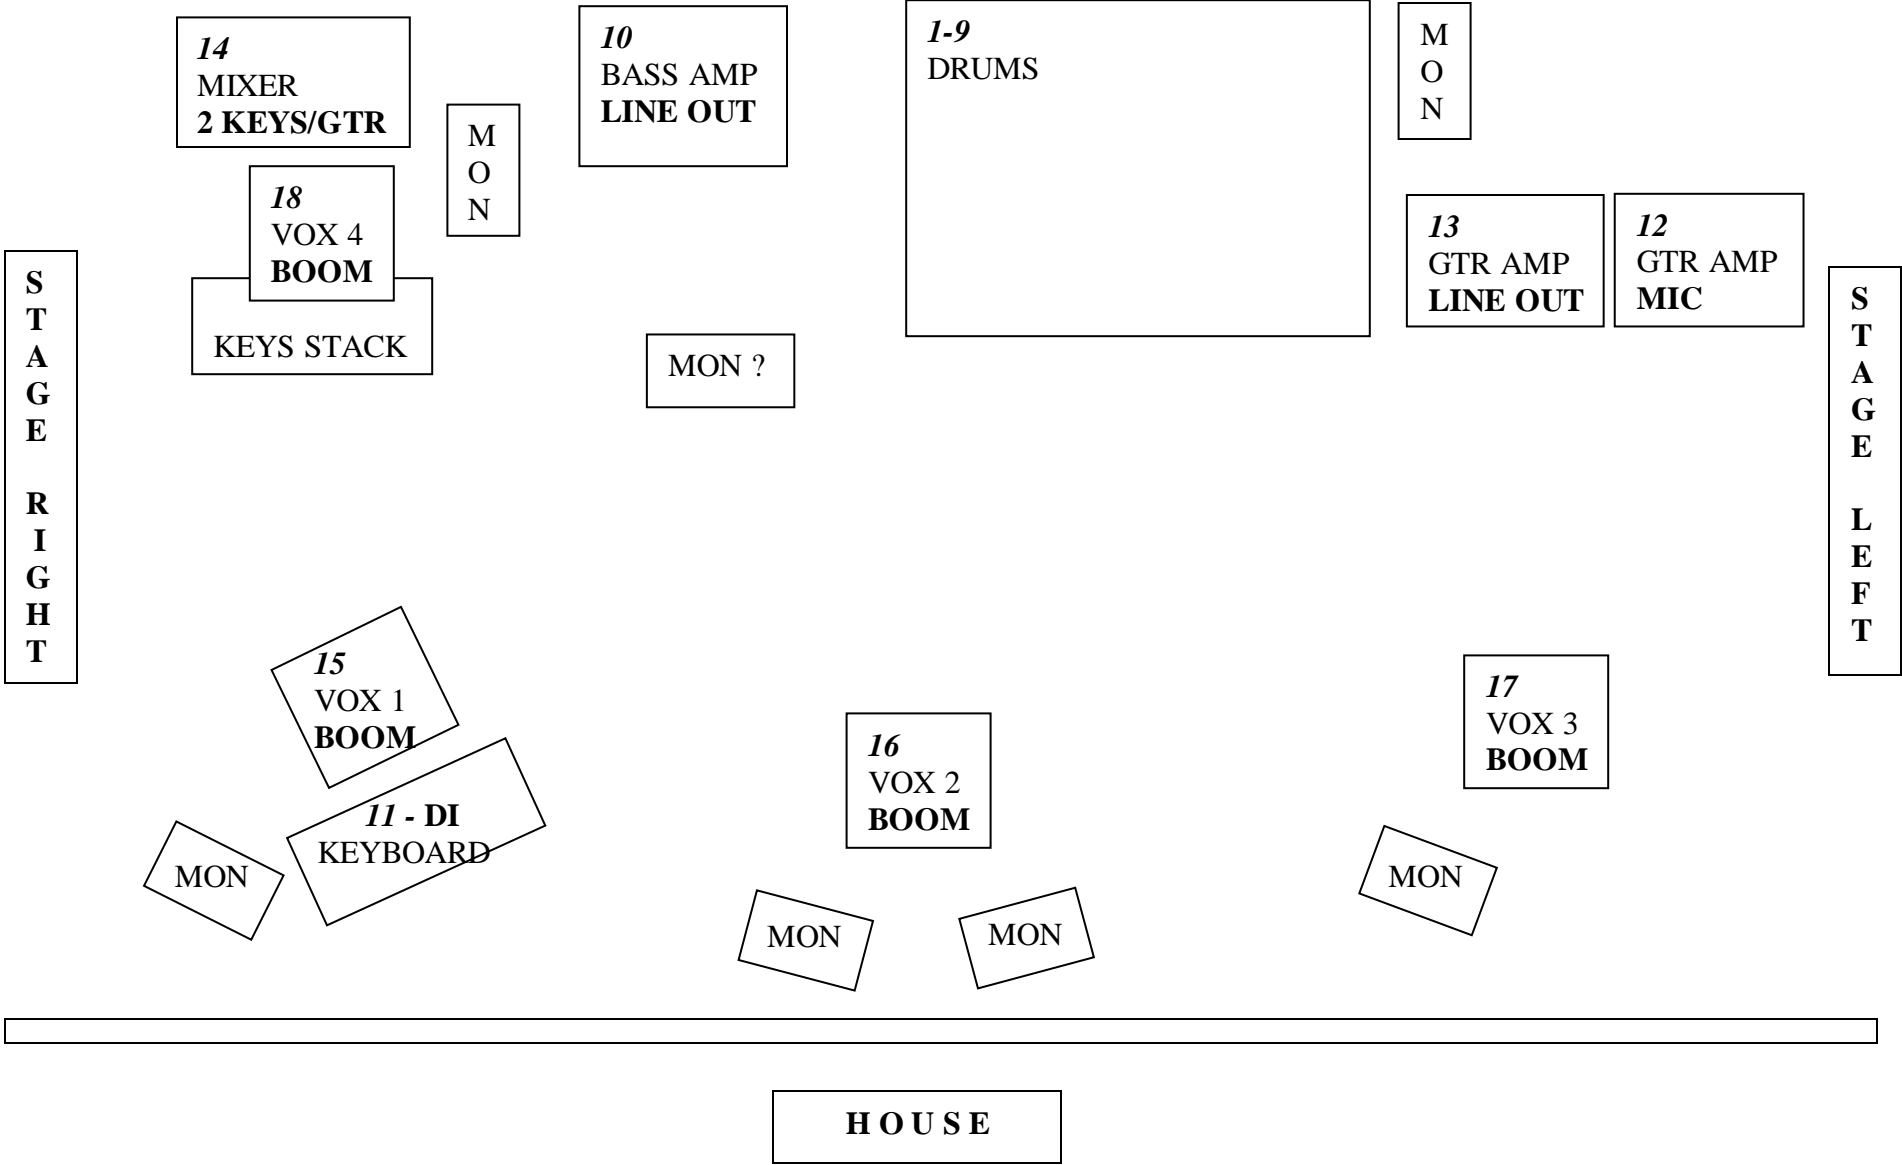 14
MIXER
2 KEYS/GTR
10
BASS AMP
LINE OUT
1-9
DRUMS
M
O
N
M
O
N
18
VOX 4
BOOM
KEYS STACK
MON ?
13
GTR AMP
LINE OUT
12
GTR AMP
MIC
S
T
A
G
E
R
I
G
H
T
S
T
A
G
E
L
E
F
T
15
VOX 1
BOOM
11 - DI
KEYBOARD
MON
16
VOX 2
BOOM
MON
MON
17
VOX 3
BOOM
MON
H O U S E